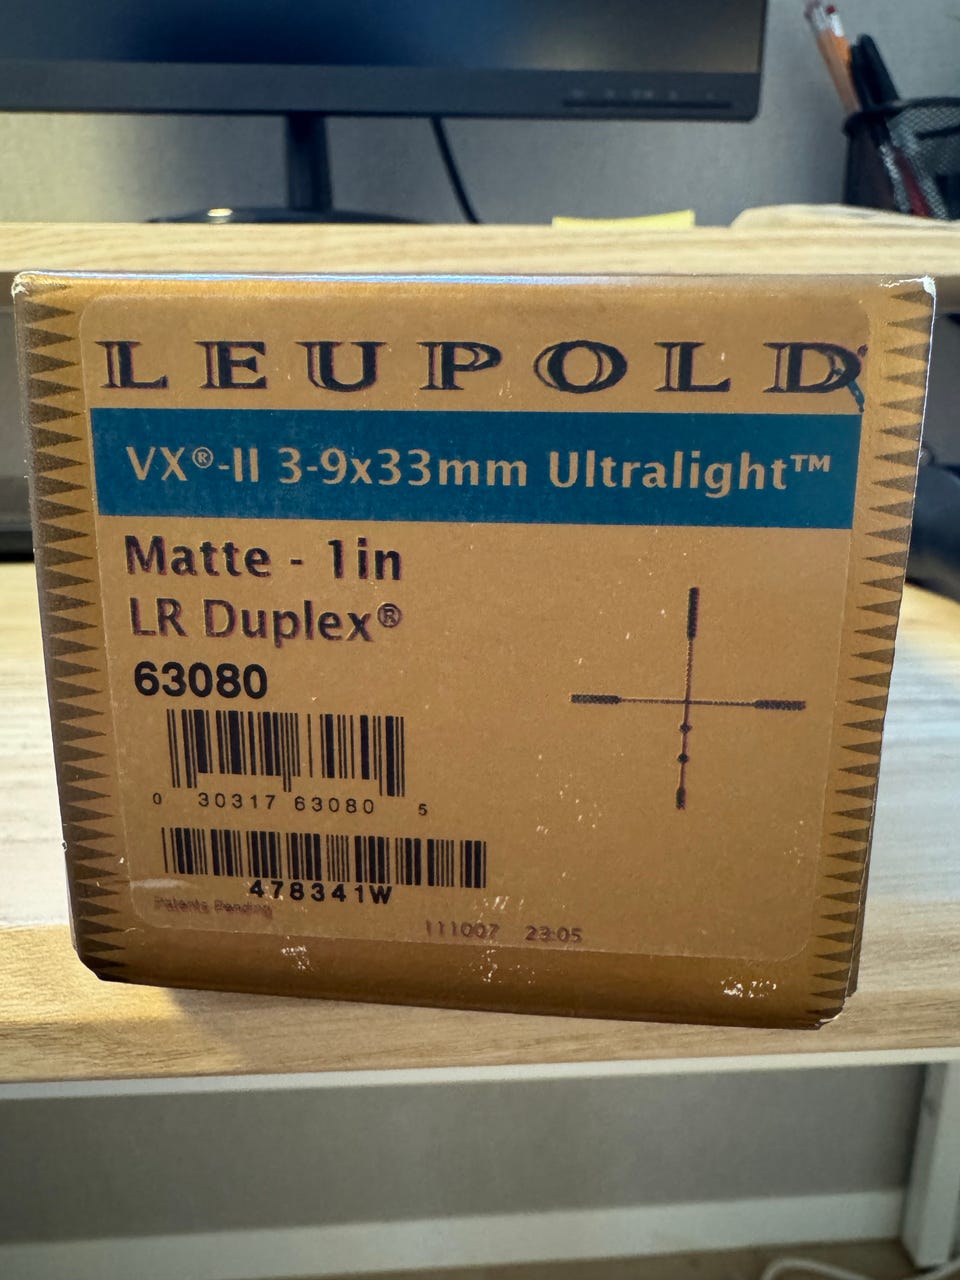 LEUPOLD®
VX®-II 3-9x33mm Ultralight™
Matte - 1in
LR Duplex®
63080
0 30317 63080 5
478341W
Patents Pending
111007 23:05